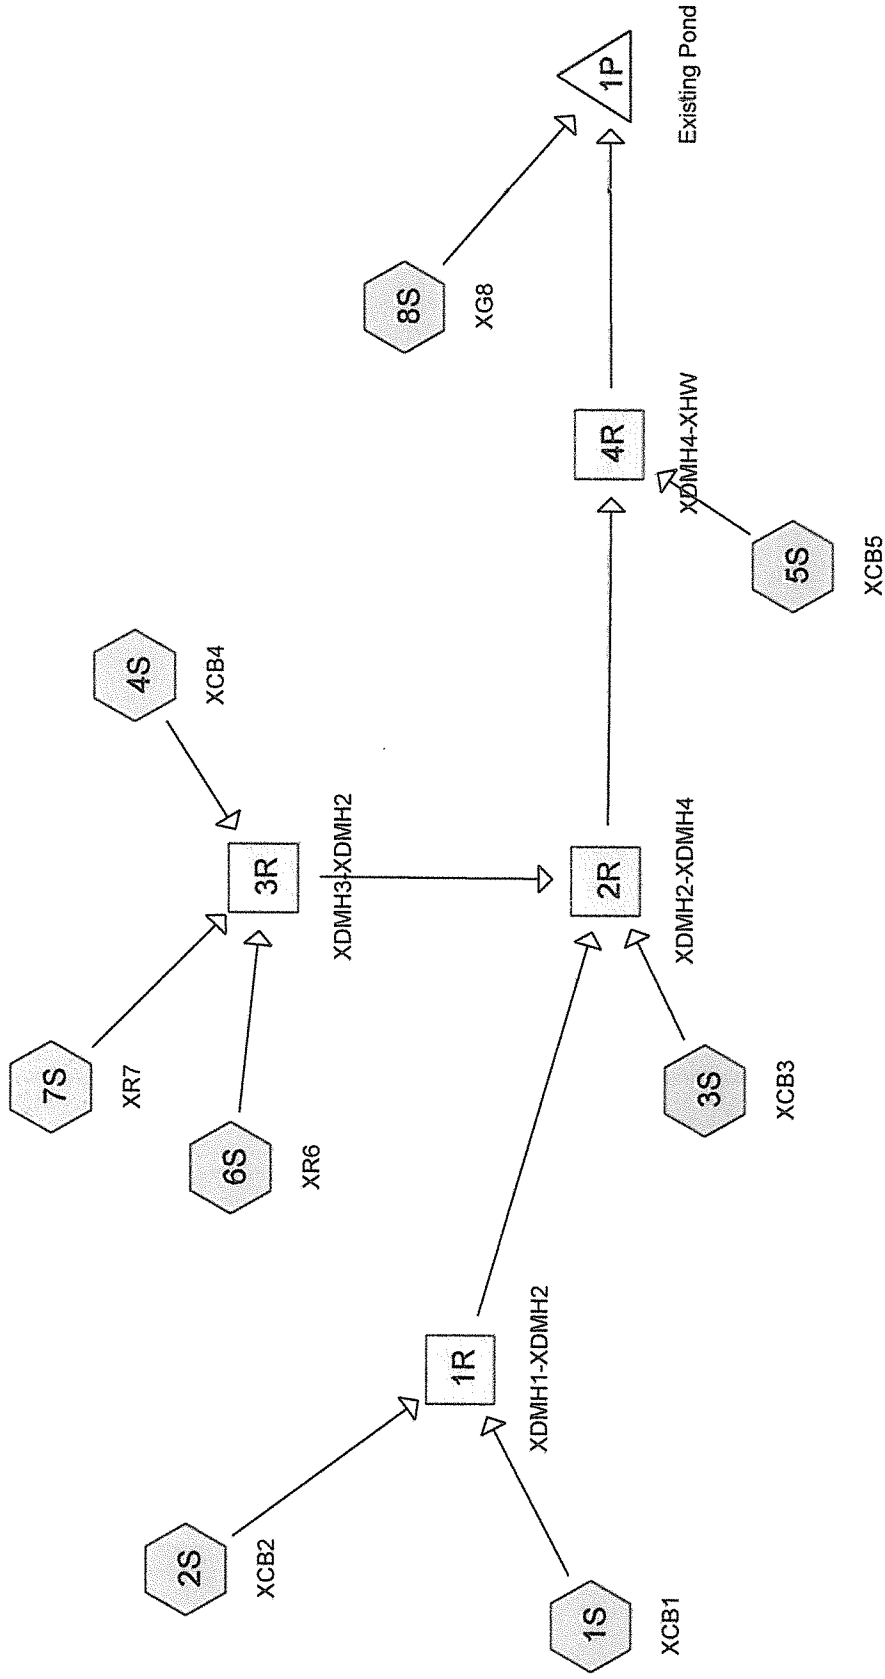 7S
XR7
4S
XCB4
2S
XCB2
6S
XR6
3R
XDMH3-XDMH2
8S
XG8
1R
XDMH1-XDMH2
1S
XCB1
2R
XDMH2-XDMH4
4R
XDMH4-XHW
1P
Existing Pond
3S
XCB3
5S
XCB5